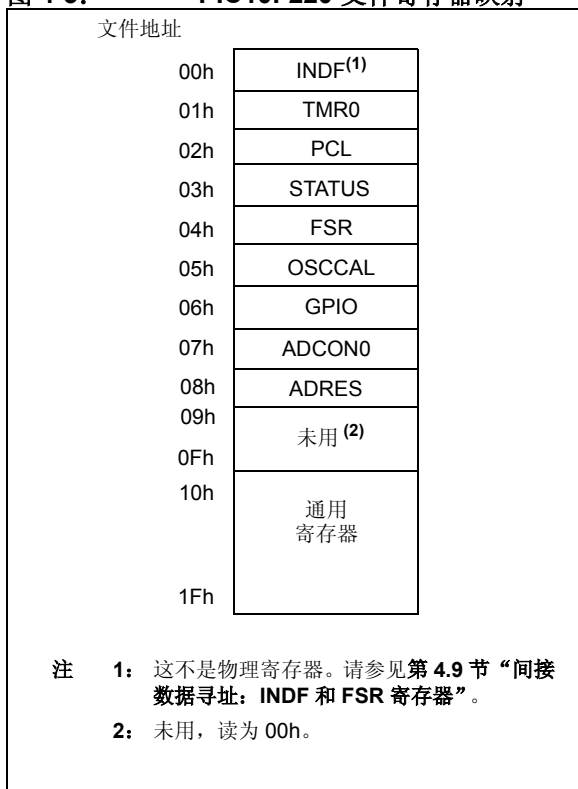 文件地址
00h INDF(1)
01h TMR0
02h PCL
03h STATUS
04h FSR
05h OSCCAL
06h GPIO
07h ADCON0
08h ADRES
09h
未用 (2)
0Fh
10h
通用
寄存器
1Fh
注 1： 这不是物理寄存器。请参见第 4.9 节“间接
数据寻址：INDF 和 FSR 寄存器”。
2： 未用，读为 00h。